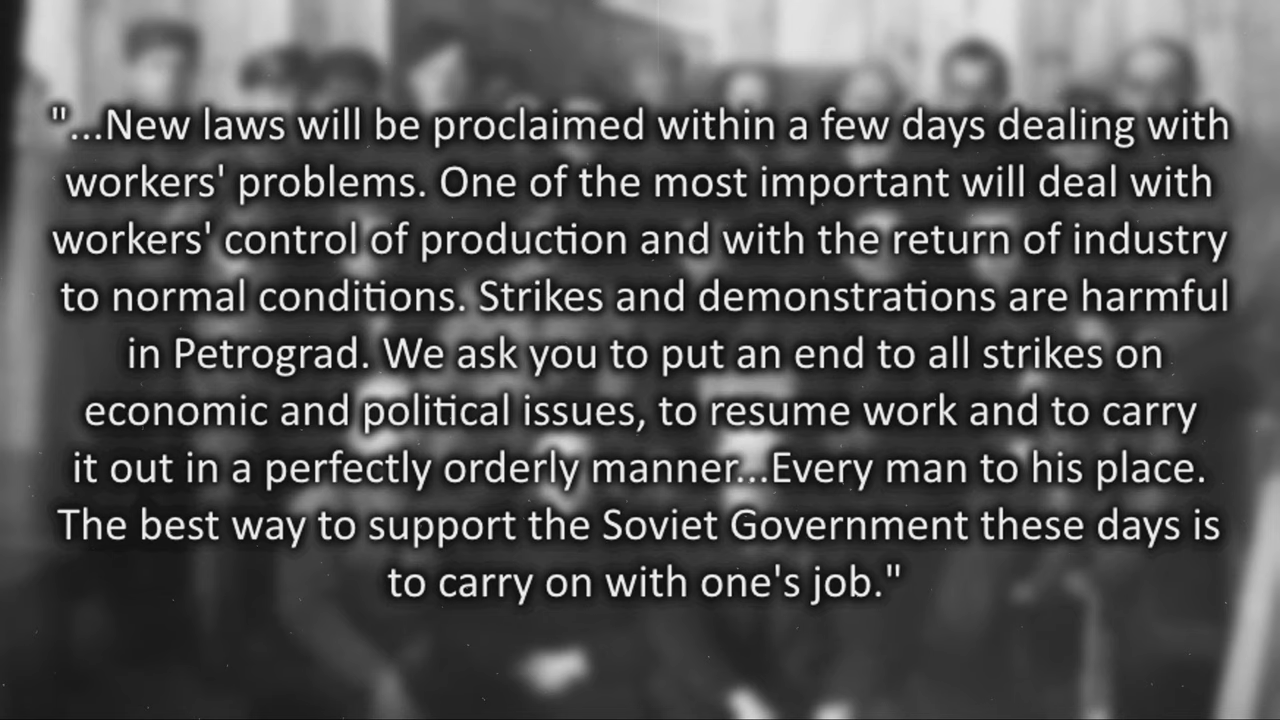 "...New laws will be proclaimed within a few days dealing with
workers' problems. One of the most important will deal with
workers' control of production and with the return of industry
to normal conditions. Strikes and demonstrations are harmful
in Petrograd. We ask you to put an end to all strikes on
economic and political issues, to resume work and to carry
it out in a perfectly orderly manner...Every man to his place.
The best way to support the Soviet Government these days is
to carry on with one's job."